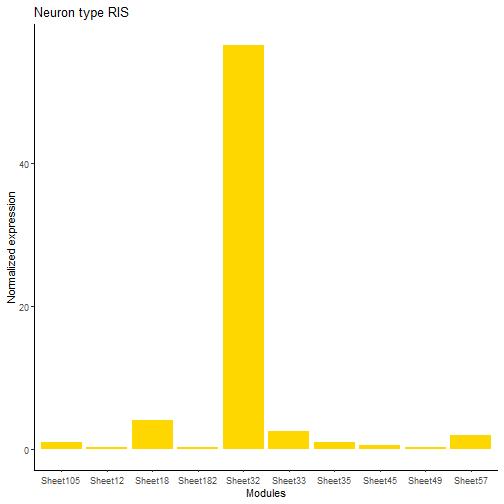 Neuron type RIS
Normalized expression
40
20
0
Sheet105 Sheet12 Sheet18 Sheet182 Sheet32 Sheet33 Sheet35 Sheet45 Sheet49 Sheet57
Modules